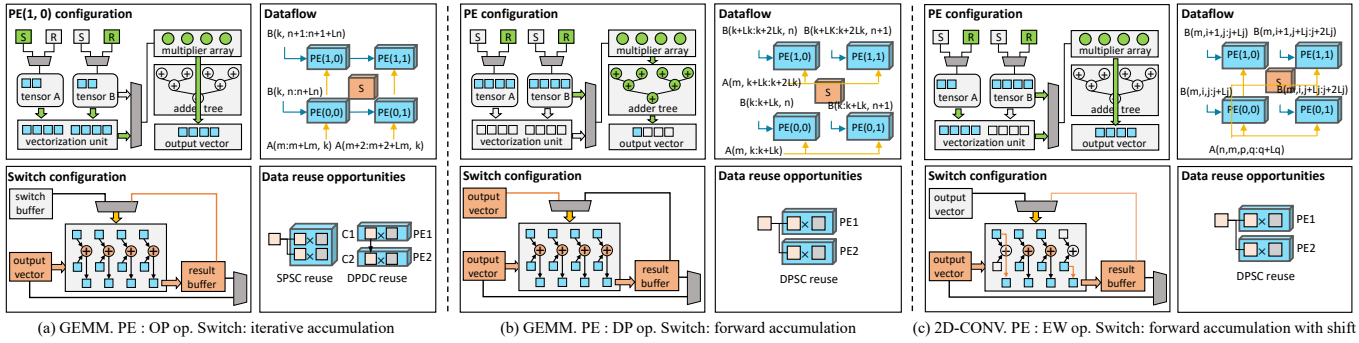 PE(1, 0) configuration
S
R
tensor A
tensor B
vectorization unit
multiplier array
adder tree
output vector
Dataflow
B(k, n+1:n+1+Ln)
PE(1,0)
PE(1,1)
S
B(k, n:n+Ln)
PE(0,0)
PE(0,1)
A(m:m+Lm, k)
A(m+2:m+2+Lm, k)
Switch configuration
switch buffer
output vector
result buffer
Data reuse opportunities
C1
PE1
C2
PE2
SPSC reuse
DPDC reuse
(a) GEMM. PE : OP op. Switch: iterative accumulation
PE configuration
S
R
S
R
tensor A
tensor B
vectorization unit
multiplier array
adder tree
output vector
Dataflow
B(k+Lk:k+2Lk, n)
B(k+LK:k+2Lk, n+1)
PE(1,0)
PE(1,1)
A(m, k+Lk:k+2Lk)
S
B(k:k+Lk, n)
B(k:k+Lk, n+1)
PE(0,0)
PE(0,1)
A(m, k:k+Lk)
Switch configuration
output vector
output vector
result buffer
Data reuse opportunities
PE1
PE2
DPSC reuse
(b) GEMM. PE : DP op. Switch: forward accumulation
PE configuration
S
R
S
R
tensor A
tensor B
vectorization unit
multiplier array
adder tree
output vector
Dataflow
B(m,i+1,j:j+Lj)
B(m,i+1,j+Lj:j+2Lj)
PE(1,0)
PE(1,1)
S
B(m,i,j:j+Lj)
B(m,i,j+Lj:j+2Lj)
PE(0,0)
PE(0,1)
A(n,m,p,q:q+Lq)
Switch configuration
output vector
output vector
result buffer
Data reuse opportunities
PE1
PE2
DPSC reuse
(c) 2D-CONV. PE : EW op. Switch: forward accumulation with shift